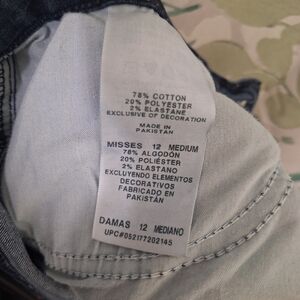 78% COTTON
20% POLYESTER
2% ELASTANE
EXCLUSIVE OF DECORATION
MADE IN
PAKISTAN
MISSES 12 MEDIUM
78% ALGODÓN
20% POLIÉSTER
2% ELASTANO
EXCLUYENDO ELEMENTOS
DECORATIVOS
FABRICADO EN
PAKISTÁN
DAMAS 12 MEDIANO
UPC#052177202145